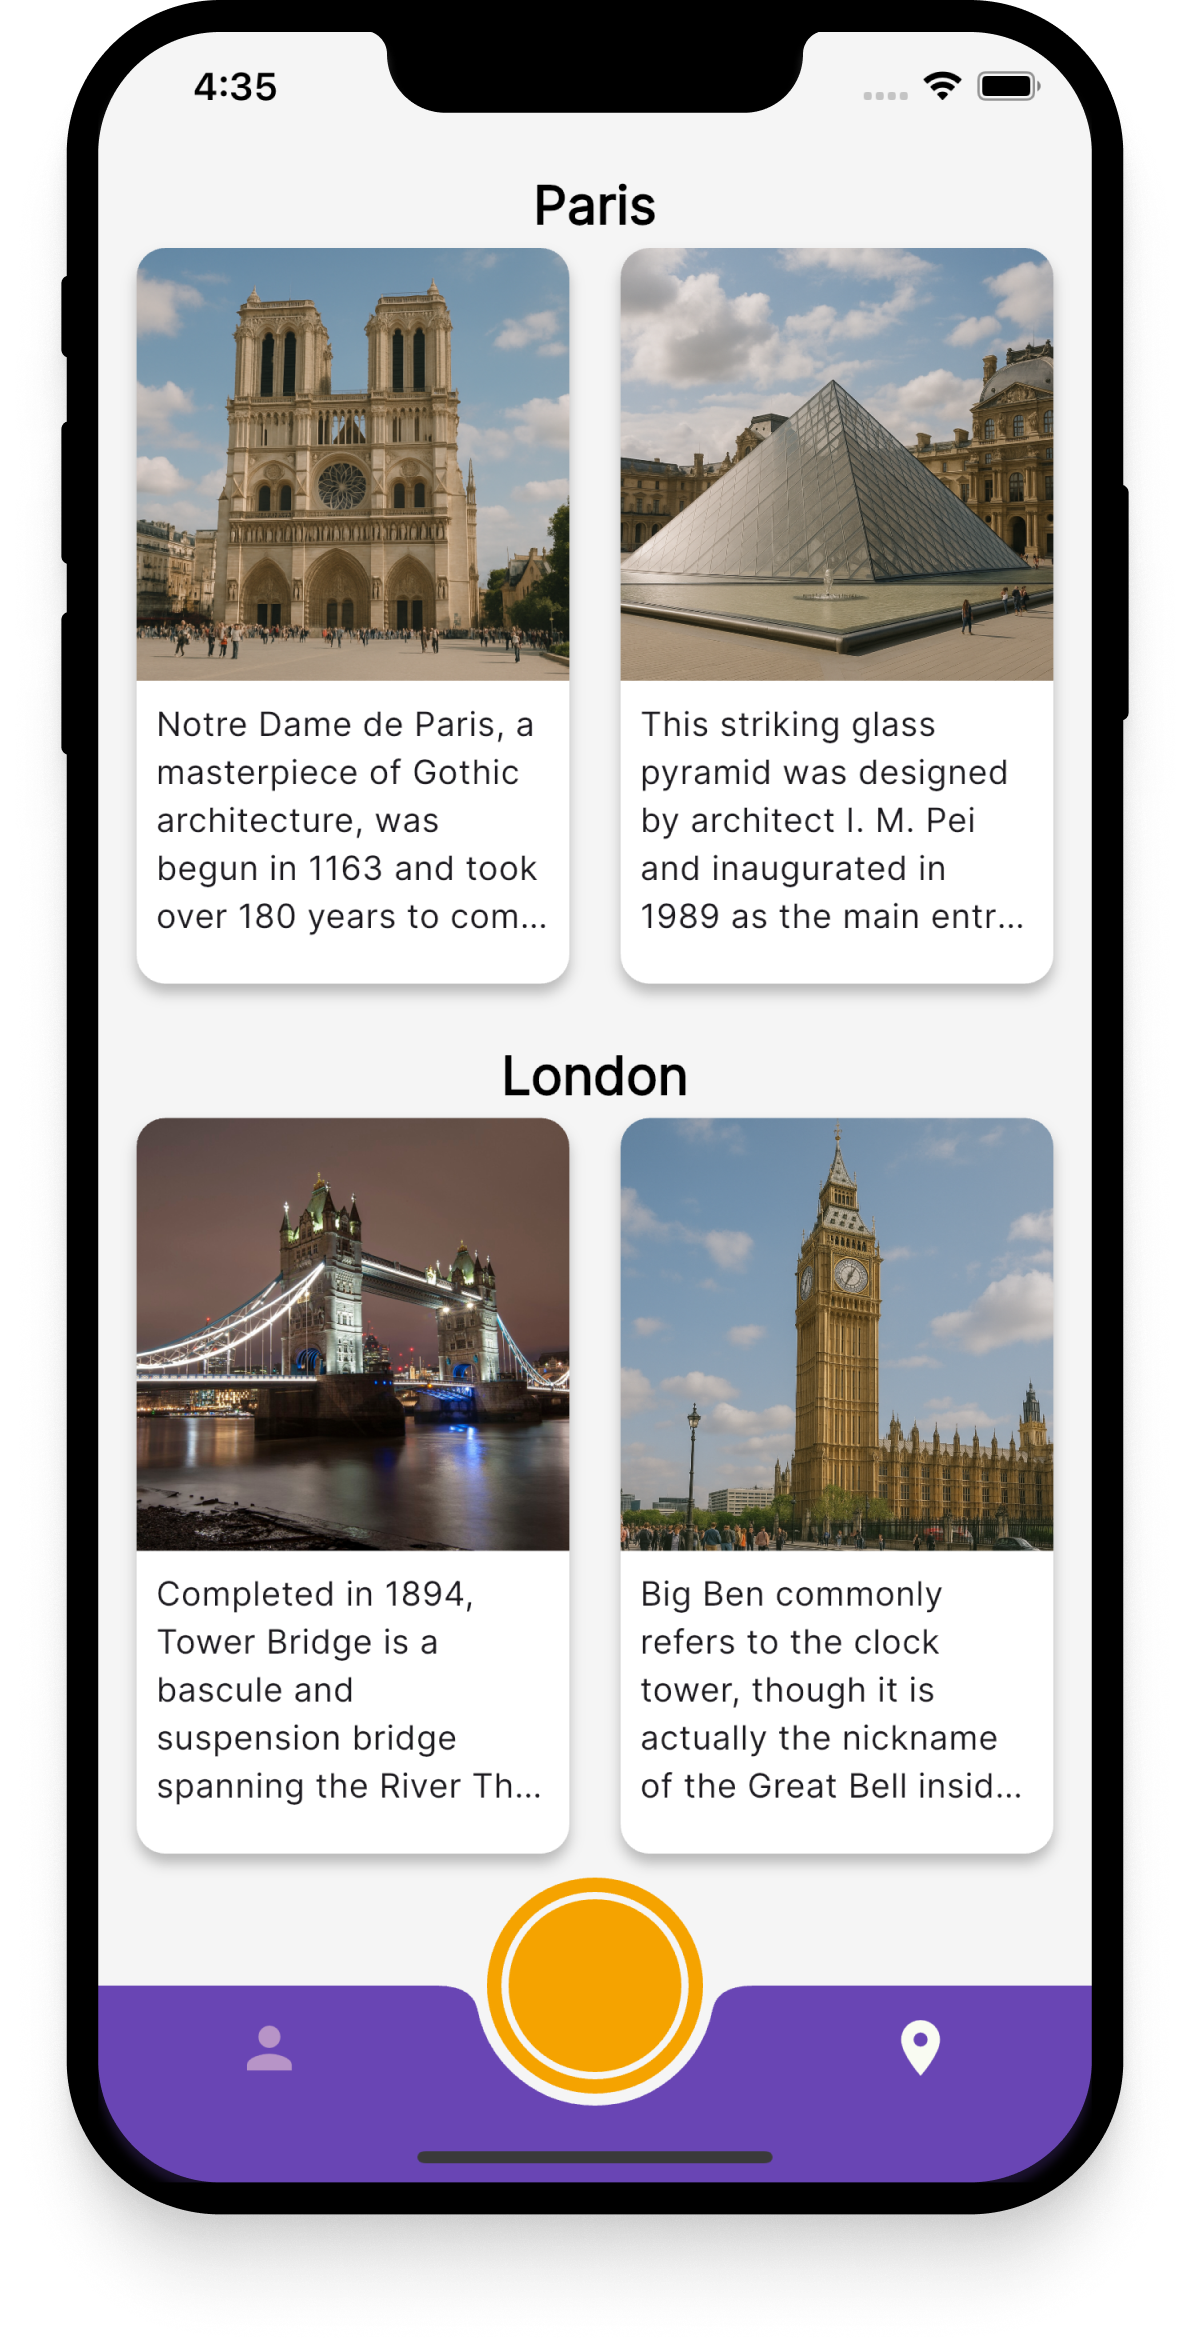 4:35
Paris
Notre Dame de Paris, a
masterpiece of Gothic
architecture, was
begun in 1163 and took
over 180 years to com...
This striking glass
pyramid was designed
by architect I. M. Pei
and inaugurated in
1989 as the main entr...
London
Completed in 1894,
Tower Bridge is a
bascule and
suspension bridge
spanning the River Th...
Big Ben commonly
refers to the clock
tower, though it is
actually the nickname
of the Great Bell insid...